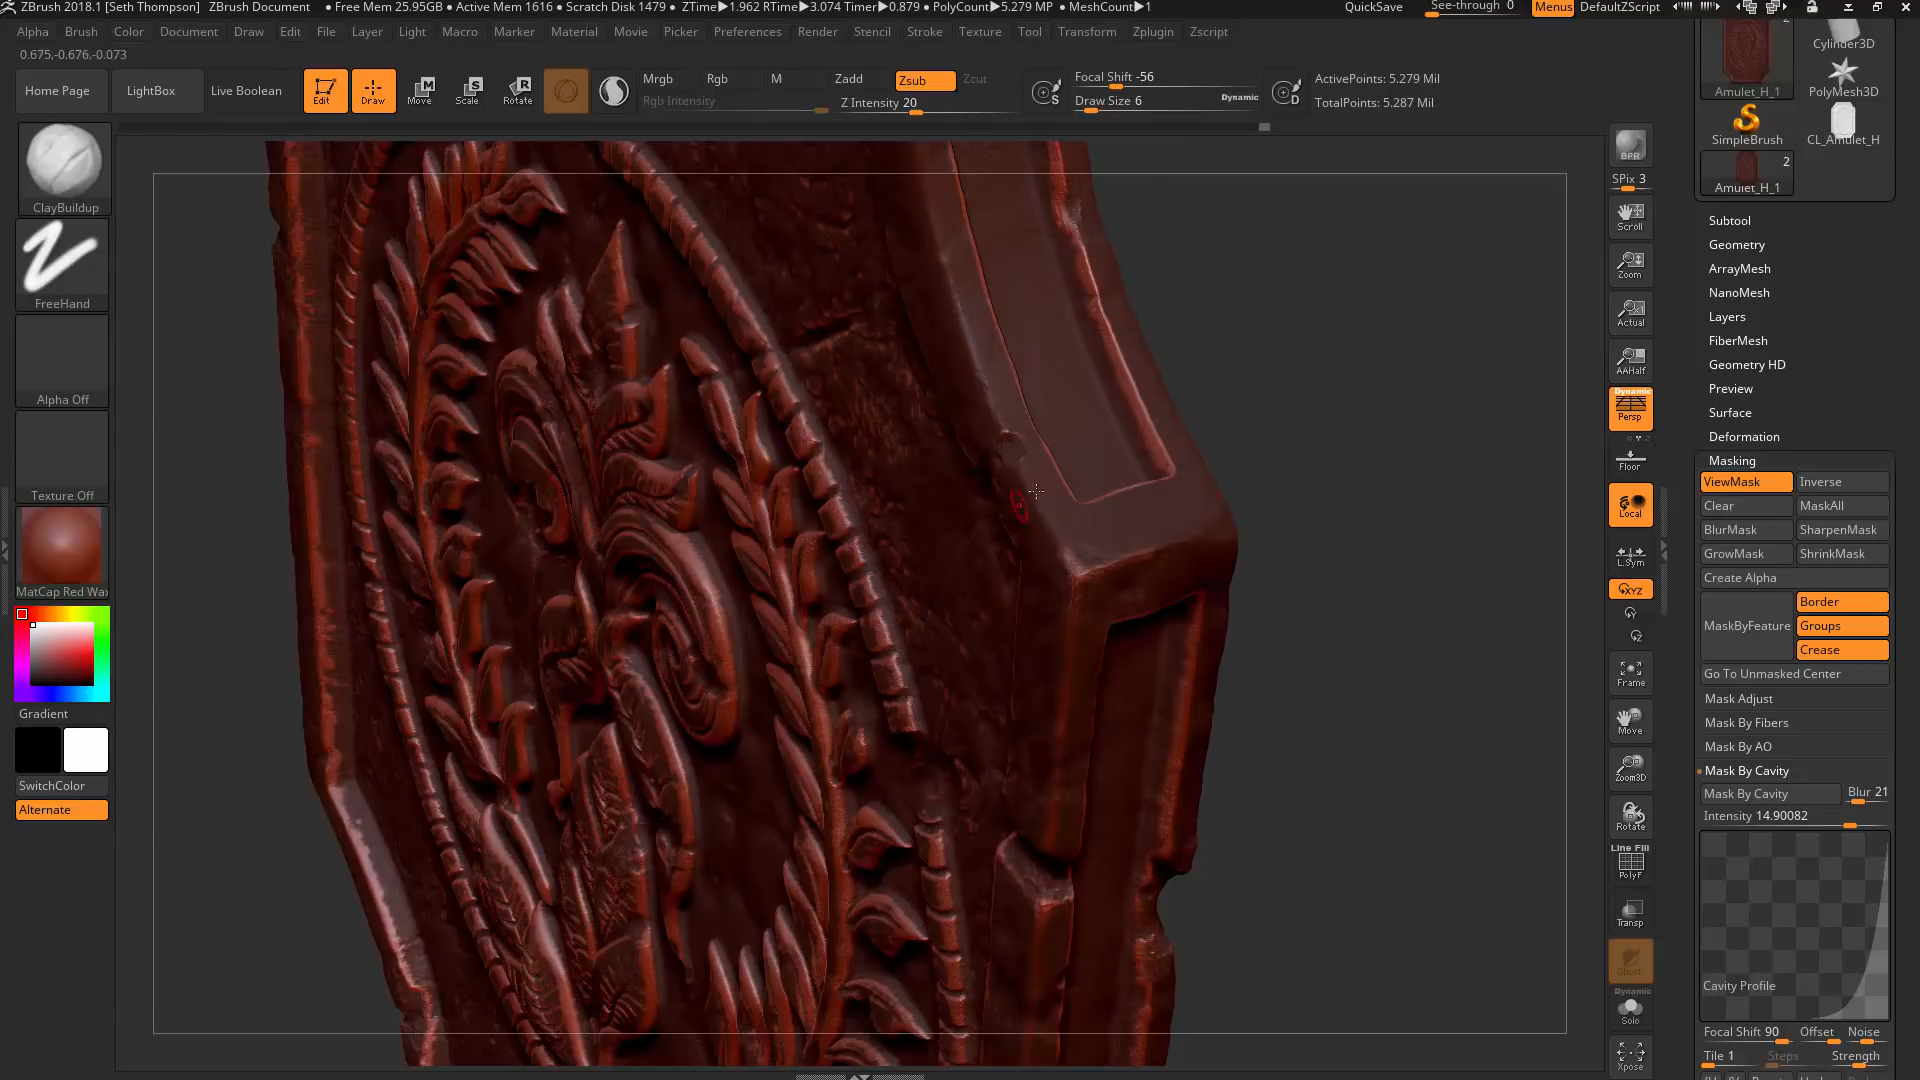 ZBrush 2018.1 [Seth Thompson] ZBrush Document • Free Mem 25.95GB • Active Mem 1616 • Scratch Disk 1479 • ZTime▶1.962 RTime▶3.074 Timer▶0.879 • PolyCount▶5.279 MP • MeshCount▶1 QuickSave See-through 0 Menus DefaultZScript
Alpha Brush Color Document Draw Edit File Layer Light Macro Marker Material Movie Picker Preferences Render Stencil Stroke Texture Tool Transform Zplugin Zscript
0.675,-0.676,-0.073
Home Page LightBox Live Boolean Edit Draw Move Scale Rotate
Mrgb Rgb M Zadd Zsub Zcut
Rgb Intensity Z Intensity 20
S Focal Shift -56
Draw Size 6 Dynamic
D ActivePoints: 5.279 Mil
TotalPoints: 5.287 Mil
ClayBuildup
FreeHand
Alpha Off
Texture Off
MatCap Red Wax
Gradient
SwitchColor
Alternate
BPR
SPix 3
Scroll
Zoom
Actual
AAHalf
Dynamic
Persp
Floor
Local
L.Sym
XYZ
Y
Z
Frame
Move
Zoom3D
Rotate
Line Fill
PolyF
Transp
Ghost
Dynamic
Solo
Xpose
2
Cylinder3D
Amulet_H_1 PolyMesh3D
SimpleBrush CL_Amulet_H
2
Amulet_H_1
Subtool
Geometry
ArrayMesh
NanoMesh
Layers
FiberMesh
Geometry HD
Preview
Surface
Deformation
Masking
ViewMask Inverse
Clear MaskAll
BlurMask SharpenMask
GrowMask ShrinkMask
Create Alpha
MaskByFeature Border
Groups
Crease
Go To Unmasked Center
Mask Adjust
Mask By Fibers
Mask By AO
Mask By Cavity
Mask By Cavity Blur 21
Intensity 14.90082
Cavity Profile
Focal Shift 90 Offset Noise
Tile 1 Steps Strength